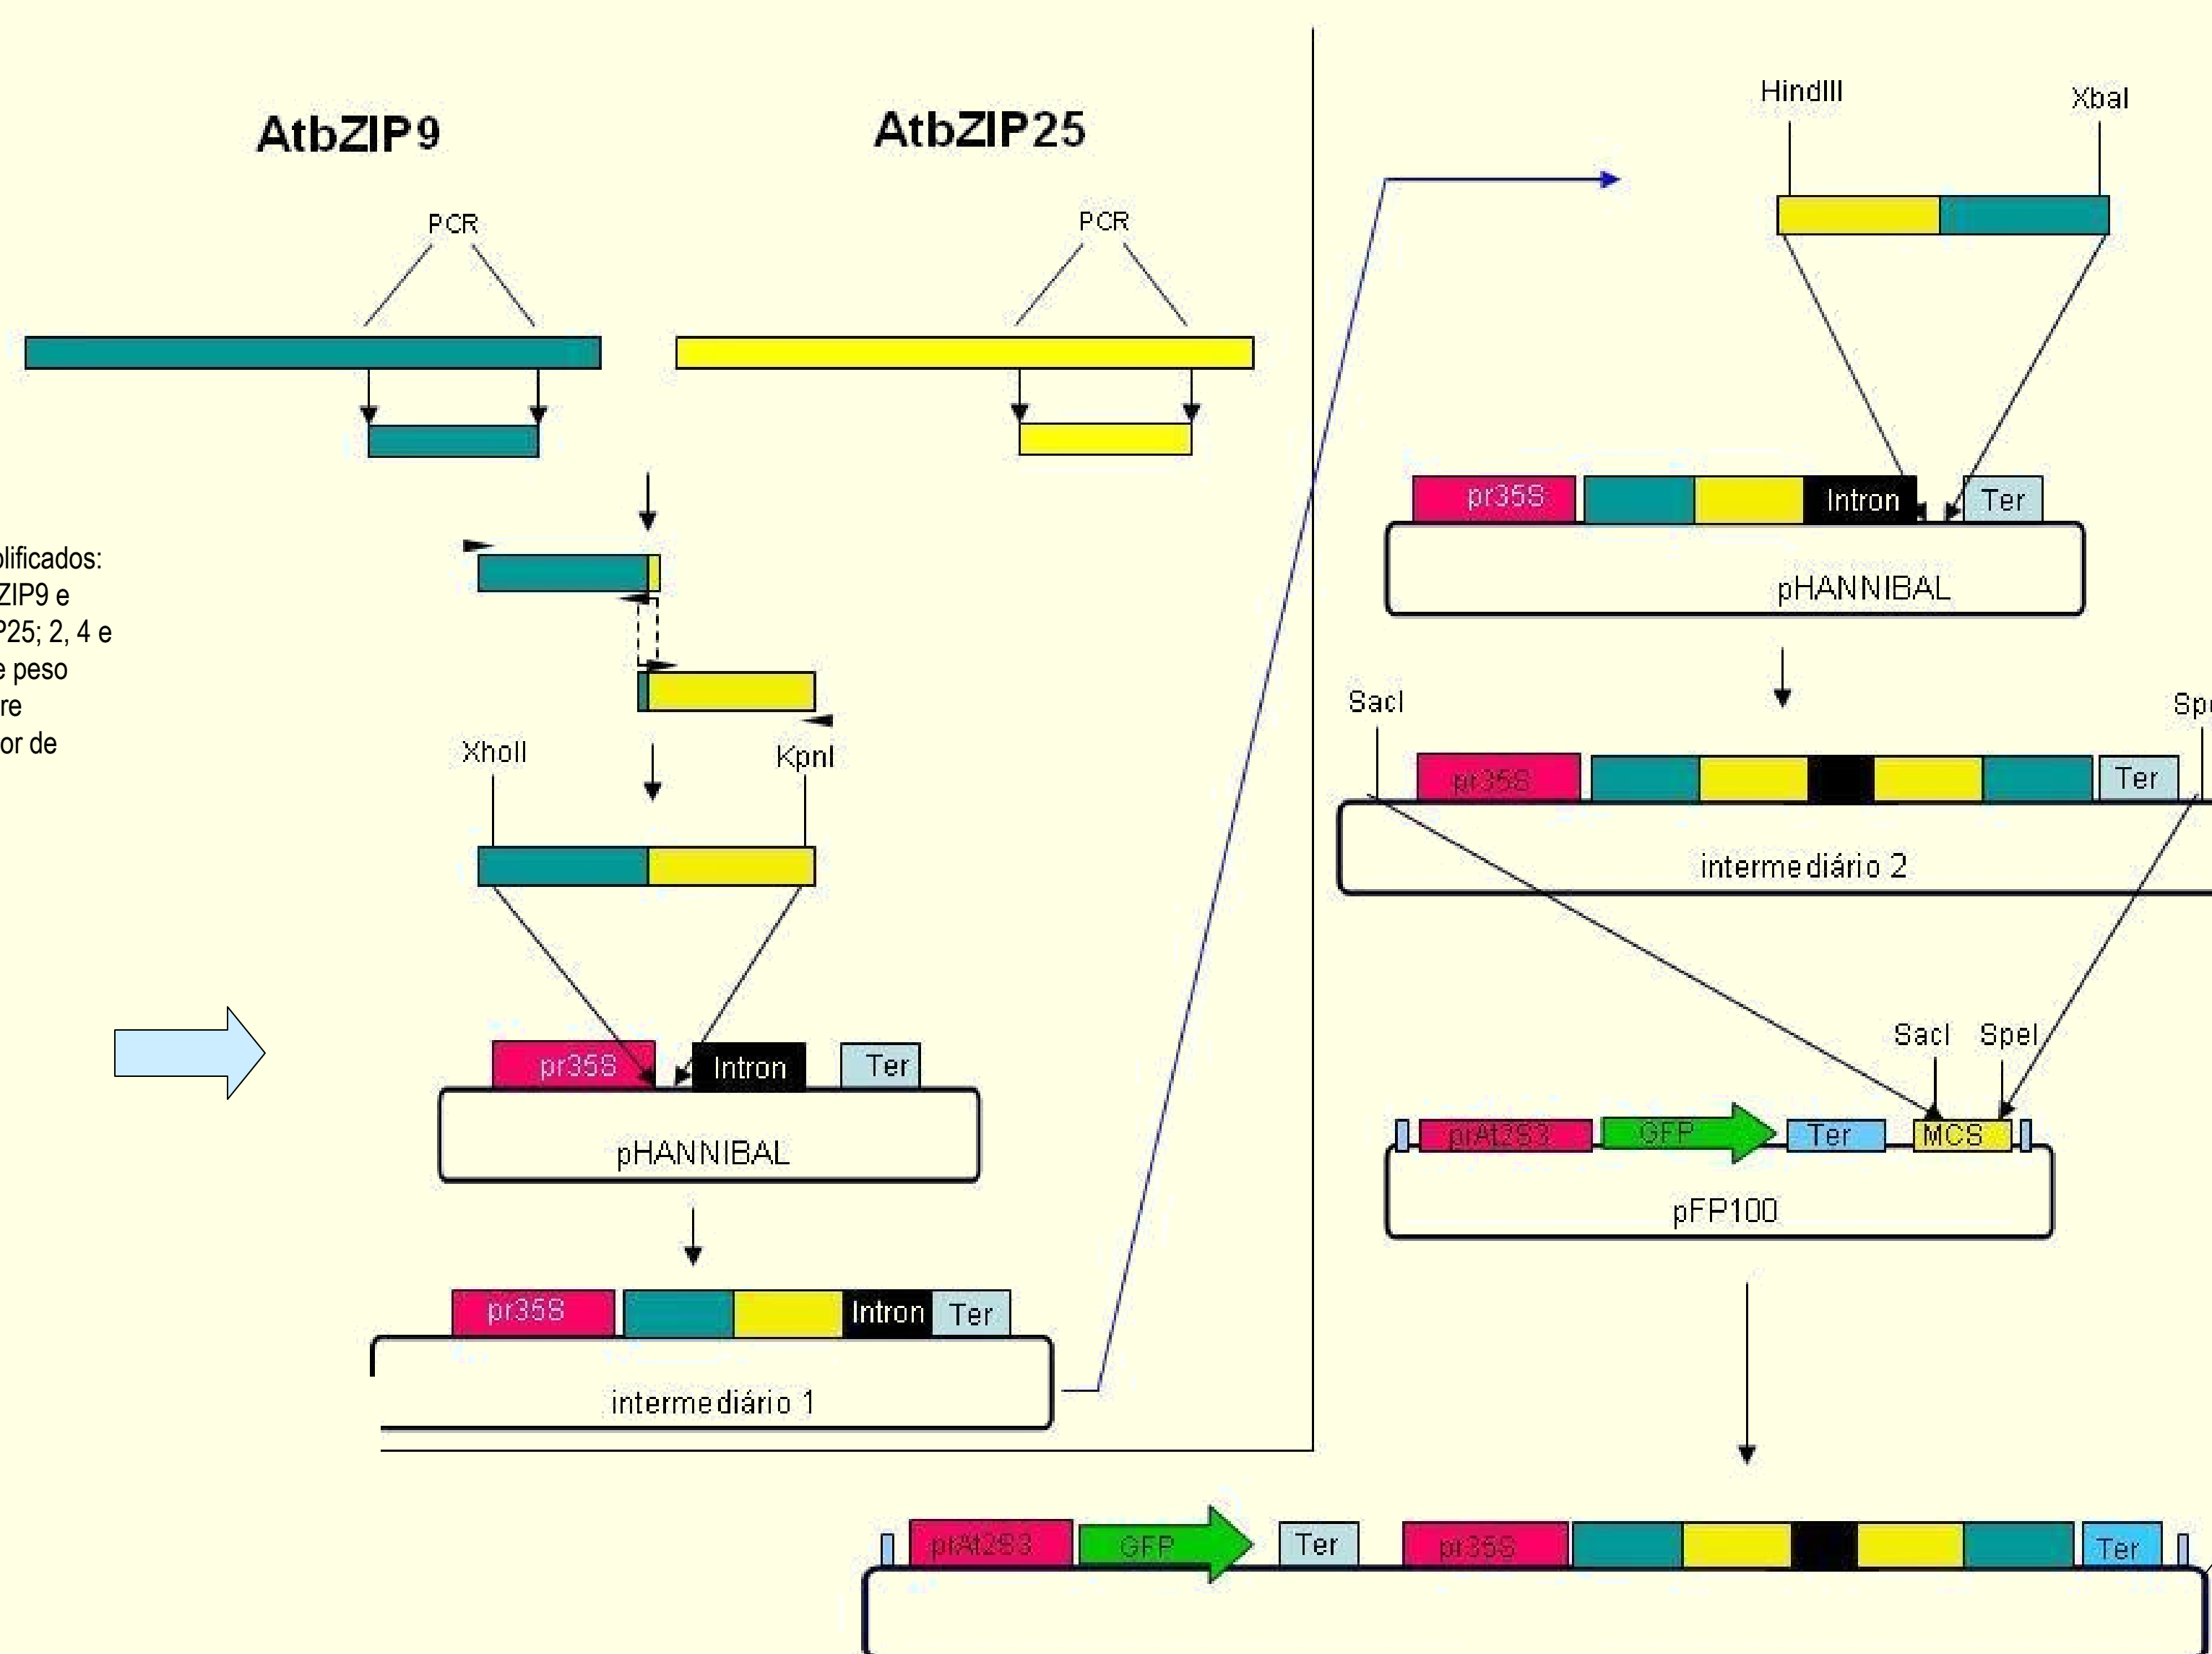 AtbZIP9
AtbZIP25
PCR
PCR
plificados:
ZIP9 e
P25; 2, 4 e
e peso
re
or de
XhoII
KpnI
pr35S
Intron
Ter
pHANNIBAL
pr35S
Intron
Ter
intermediário 1
HindIII
XbaI
pr35S
Intron
Ter
pHANNIBAL
SacI
Spe
pr35S
Ter
intermediário 2
SacI
SpeI
prAt2S3
GFP
Ter
MCS
pFP100
prAt2S3
GFP
Ter
pr35S
Ter